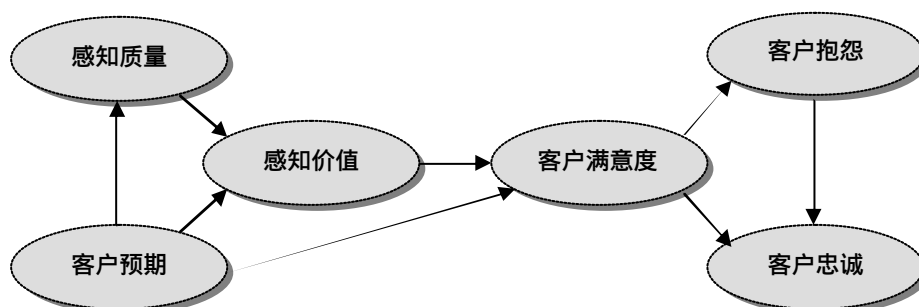 感知质量
客户抱怨
感知价值
客户满意度
客户预期
客户忠诚